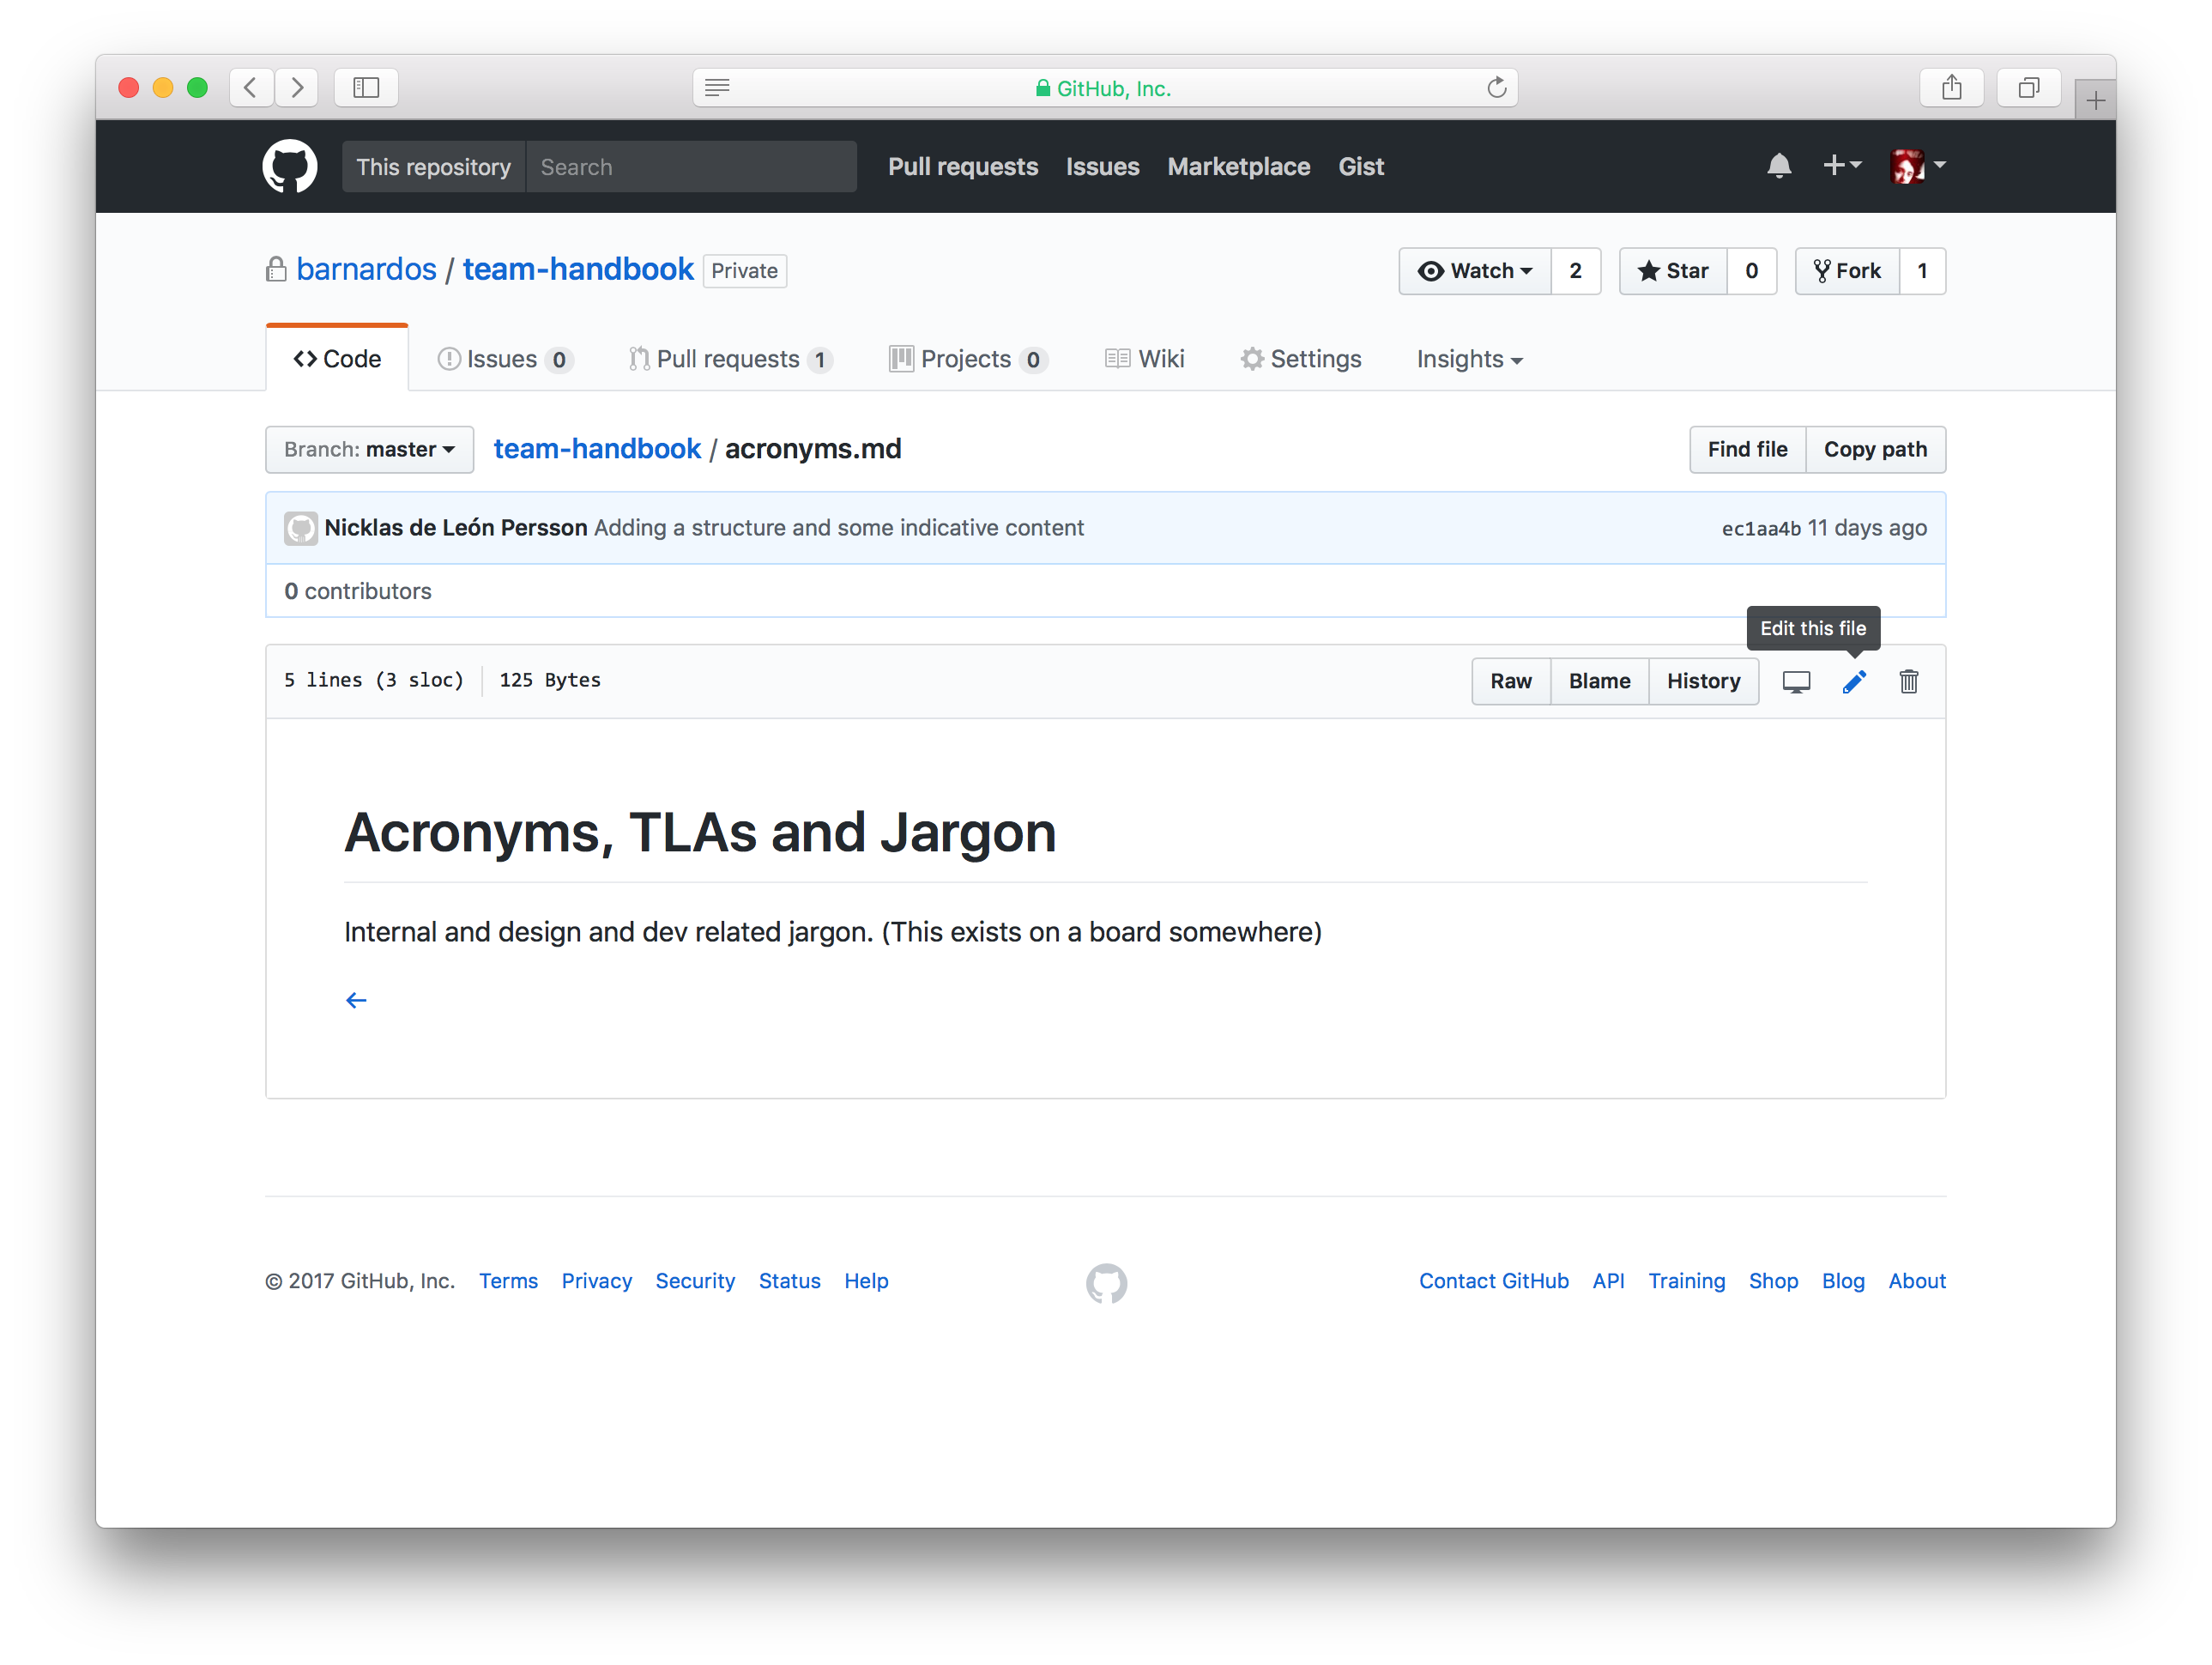 GitHub, Inc.
This repository Search Pull requests Issues Marketplace Gist
barnardos / team-handbook Private Watch 2 Star 0 Fork 1
Code Issues 0 Pull requests 1 Projects 0 Wiki Settings Insights
Branch: master team-handbook / acronyms.md Find file Copy path
Nicklas de León Persson Adding a structure and some indicative content ec1aa4b 11 days ago
0 contributors
Edit this file
5 lines (3 sloc) 125 Bytes Raw Blame History
Acronyms, TLAs and Jargon
Internal and design and dev related jargon. (This exists on a board somewhere)
←
© 2017 GitHub, Inc. Terms Privacy Security Status Help Contact GitHub API Training Shop Blog About